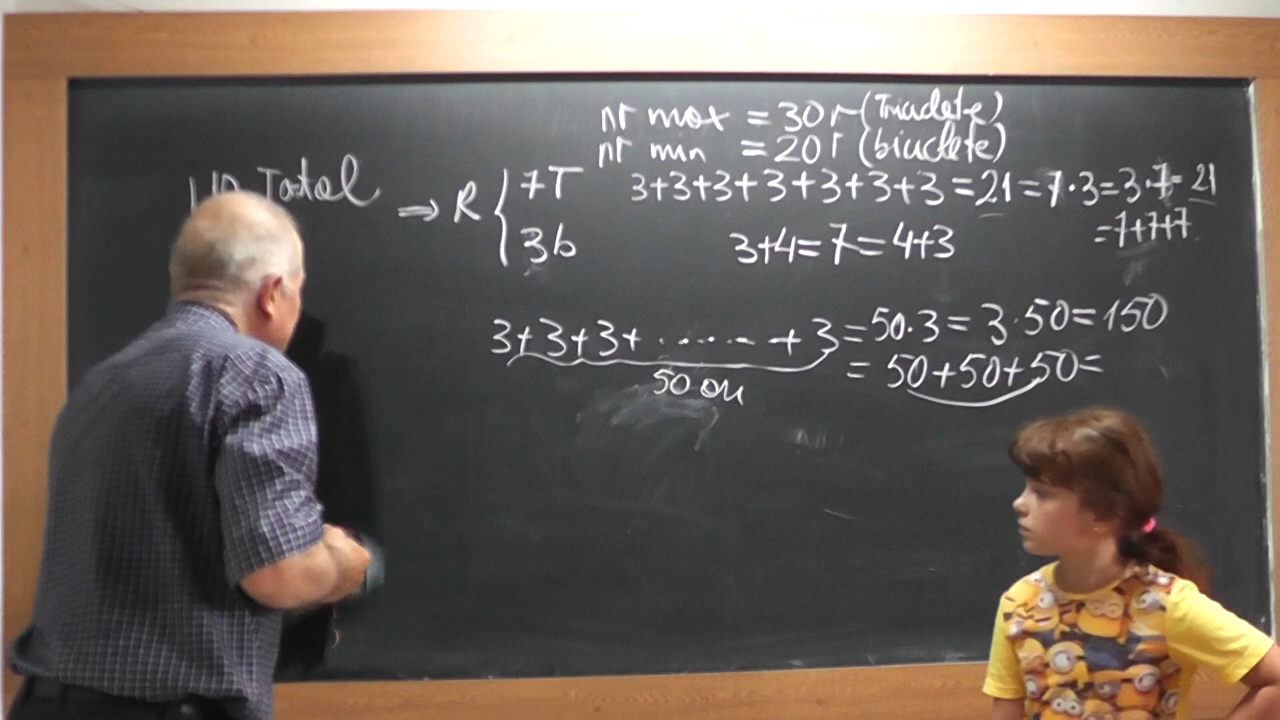 nr max = 30 r (Triciclete)
nr min = 20 r (biciclete)
Total ⇒ R { 7T 3+3+3+3+3+3+3=21=7·3=3·7=21
3b 3+4=7=4+3 =7+7+7
3+3+3+......+3=50·3=3·50=150
50 ori = 50+50+50=